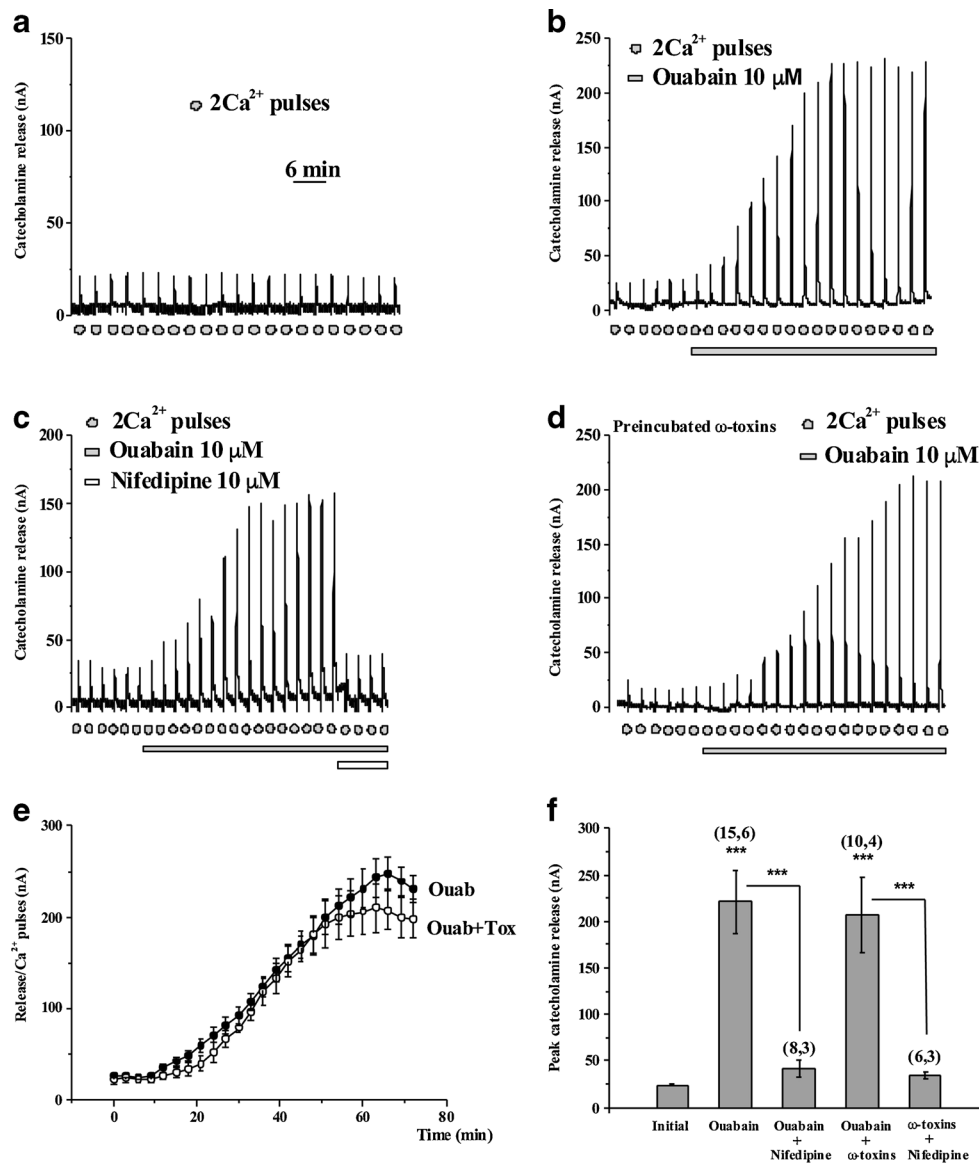 a
150
100
50
0
Catecholamine release (nA)
2Ca²⁺ pulses
6 min
b
250
200
150
100
50
0
Catecholamine release (nA)
2Ca²⁺ pulses
Ouabain 10 μM
c
2Ca²⁺ pulses
Ouabain 10 μM
Nifedipine 10 μM
200
150
100
50
0
Catecholamine release (nA)
d
Preincubated ω-toxins
2Ca²⁺ pulses
Ouabain 10 μM
250
200
150
100
50
0
Catecholamine release (nA)
e
300
200
100
0
Release/Ca²⁺ pulses (nA)
Ouab
Ouab+Tox
0 20 40 60 80
Time (min)
f
300
250
200
150
100
50
0
Peak catecholamine release (nA)
(15,6)
***
***
(8,3)
(10,4)
***
***
(6,3)
Initial
Ouabain
Ouabain
+
Nifedipine
Ouabain
+
ω-toxins
ω-toxins
+
Nifedipine